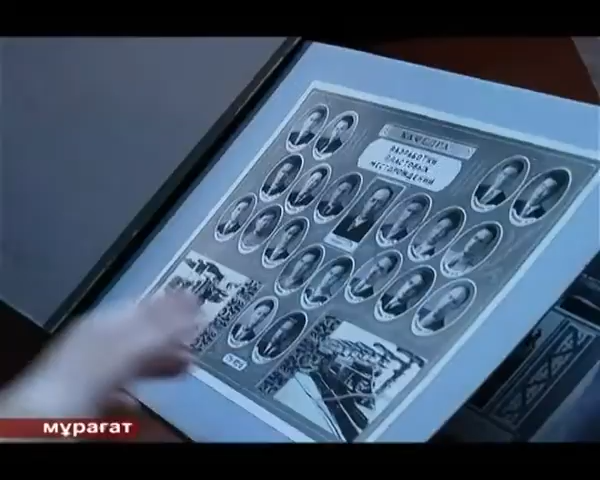 КАФЕДРА
РАЗРАБОТКИ
ПЛАСТОВЫХ
МЕСТОРОЖДЕНИЙ
мұрағат